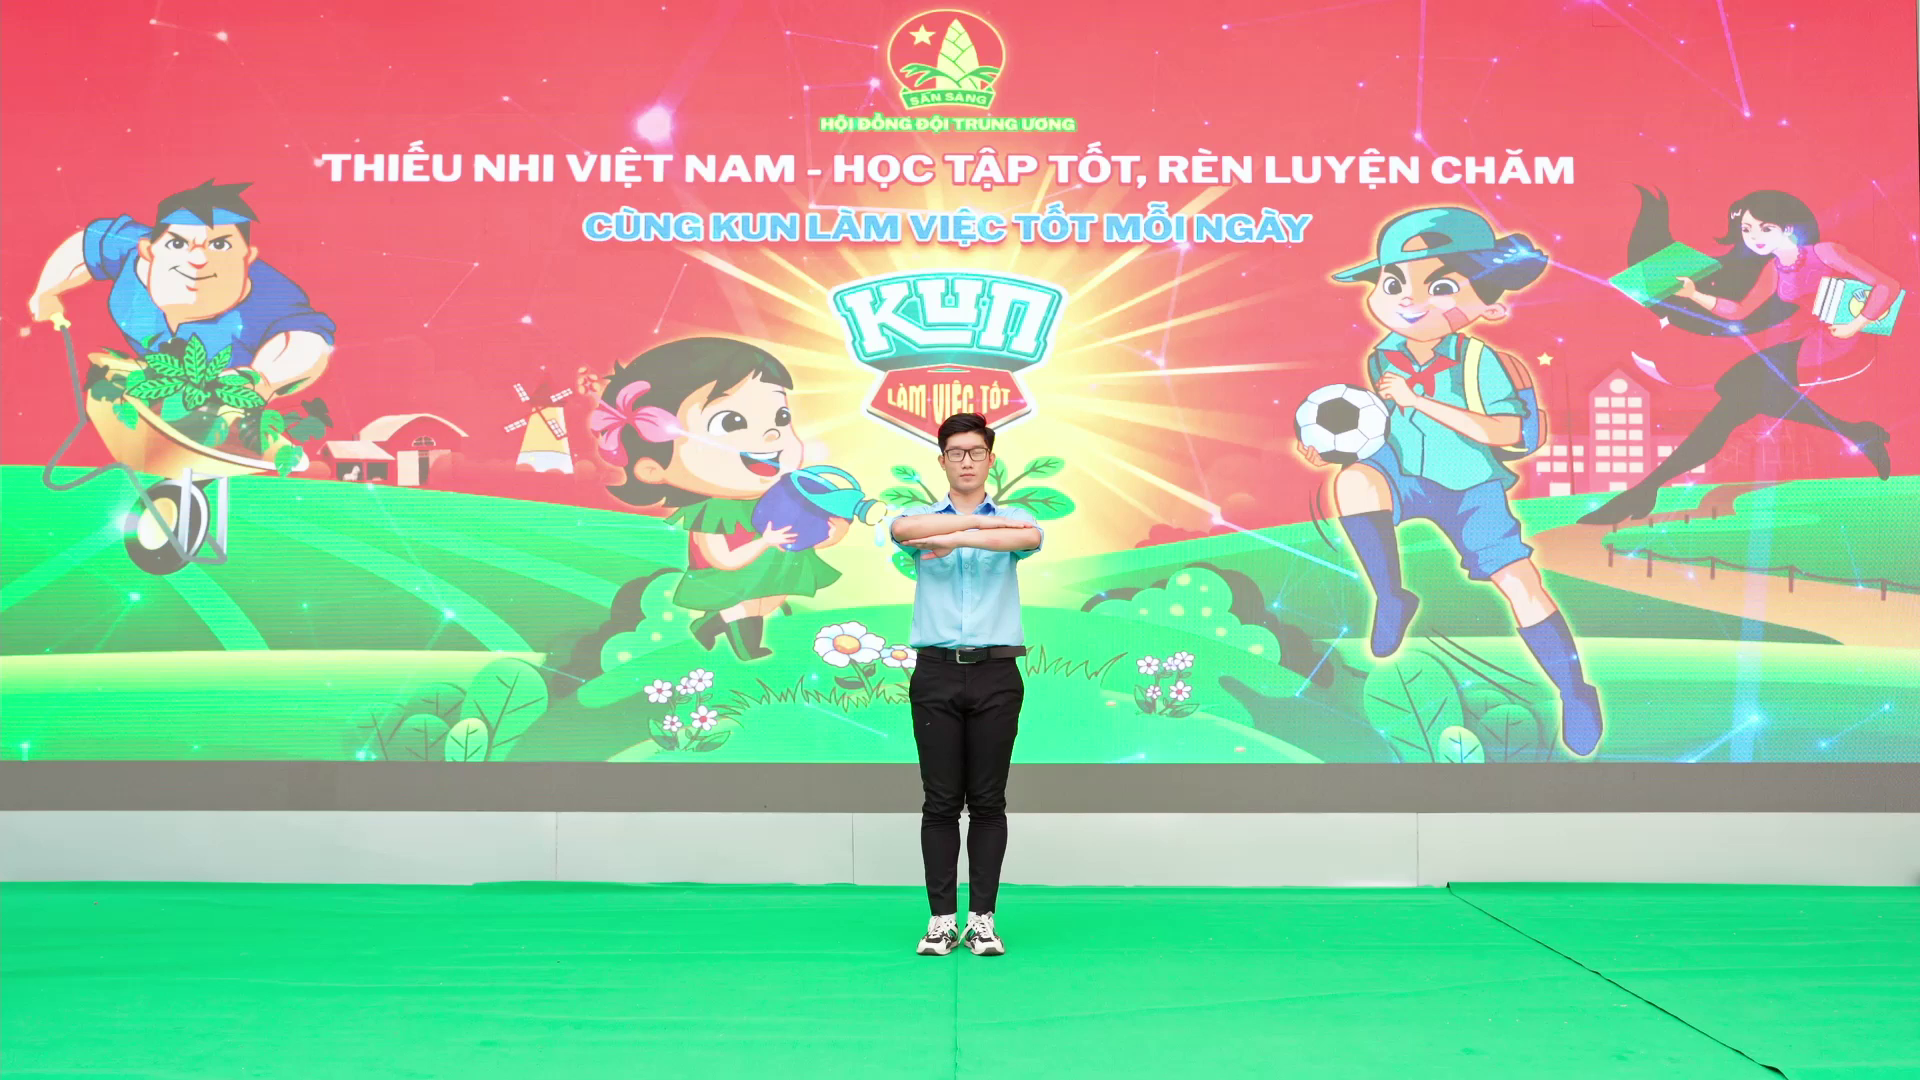 SẴN SÀNG
HỘI ĐỒNG ĐỘI TRUNG ƯƠNG
THIẾU NHI VIỆT NAM - HỌC TẬP TỐT, RÈN LUYỆN CHĂM
CÙNG KUN LÀM VIỆC TỐT MỖI NGÀY
KUN
LÀM VIỆC TỐT